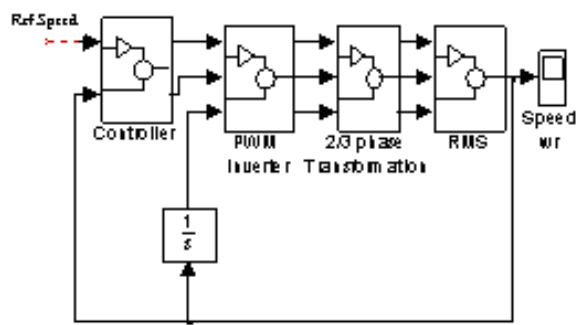 Ref.Speed
Controller
PWM
Inverter
2/3 phase
Transformation
RMS
Speed
wr
1
s